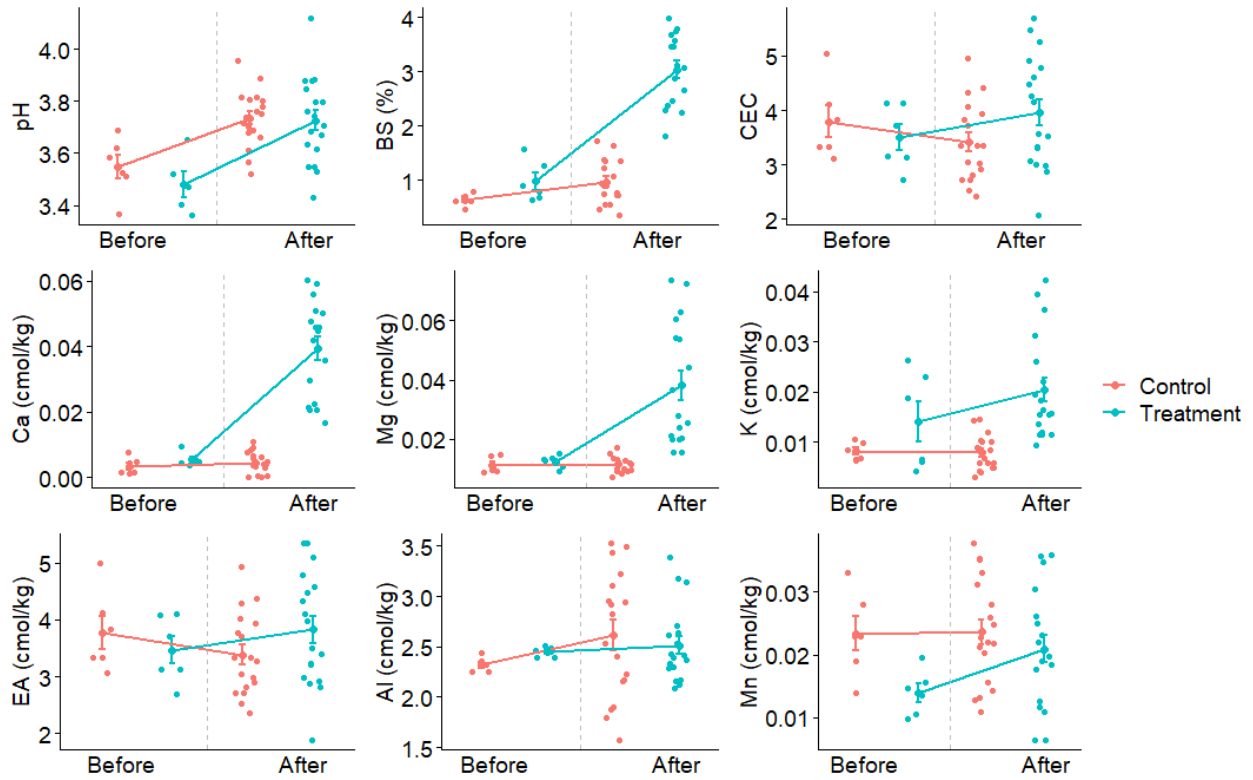 pH
4.0
3.8
3.6
3.4
Before After
BS (%)
4
3
2
1
Before After
CEC
5
4
3
2
Before After
Ca (cmol/kg)
0.06
0.04
0.02
0.00
Before After
Mg (cmol/kg)
0.06
0.04
0.02
Before After
K (cmol/kg)
0.04
0.03
0.02
0.01
Before After
Control
Treatment
EA (cmol/kg)
5
4
3
2
Before After
Al (cmol/kg)
3.5
3.0
2.5
2.0
1.5
Before After
Mn (cmol/kg)
0.03
0.02
0.01
Before After